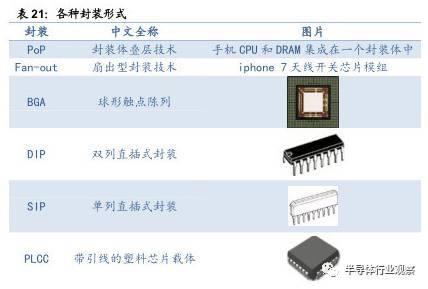 表 21：各种封装形式
封装 中文全称 图片
PoP 封装体叠层技术 手机 CPU 和 DRAM 集成在一个封装体中
Fan-out 扇出型封装技术 iphone 7 天线开关芯片模组
BGA 球形触点陈列
DIP 双列直插式封装
SIP 单列直插式封装
PLCC 带引线的塑料芯片载体
半导体行业观察